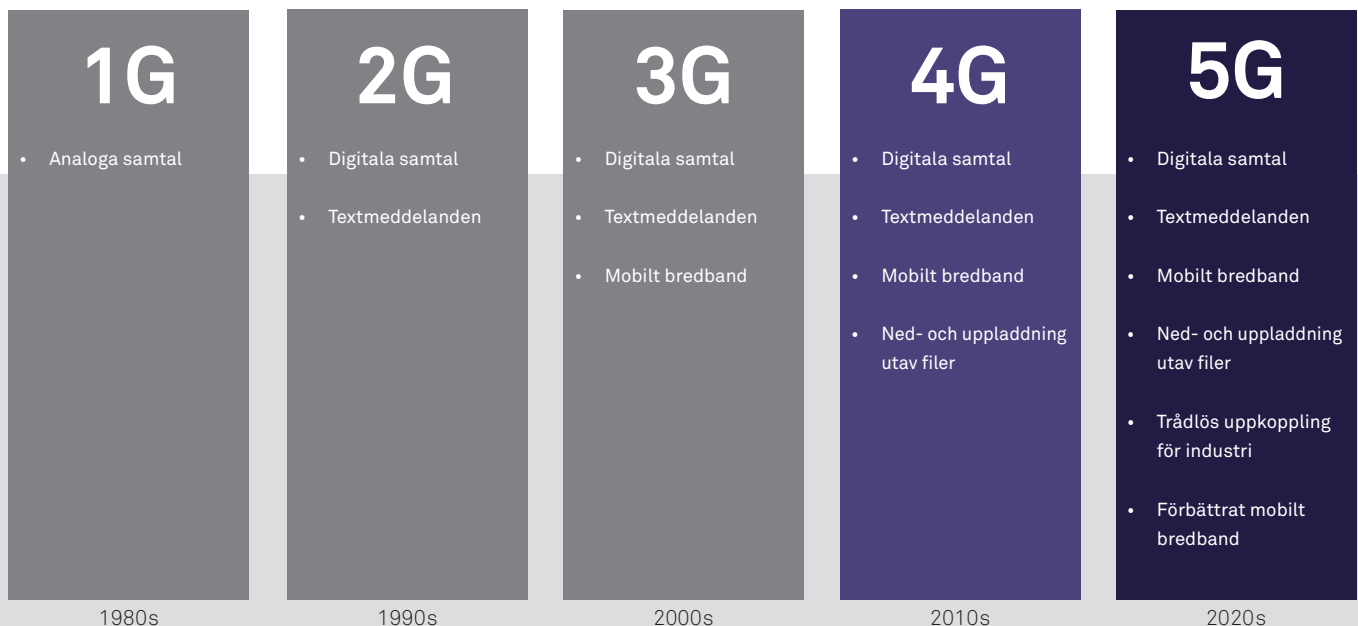 1G
• Analoga samtal
1980s
2G
• Digitala samtal
• Textmeddelanden
1990s
3G
• Digitala samtal
• Textmeddelanden
• Mobilt bredband
2000s
4G
• Digitala samtal
• Textmeddelanden
• Mobilt bredband
• Ned- och uppladdning
utav filer
2010s
5G
• Digitala samtal
• Textmeddelanden
• Mobilt bredband
• Ned- och uppladdning
utav filer
• Trådlös uppkoppling
för industri
• Förbättrat mobilt
bredband
2020s